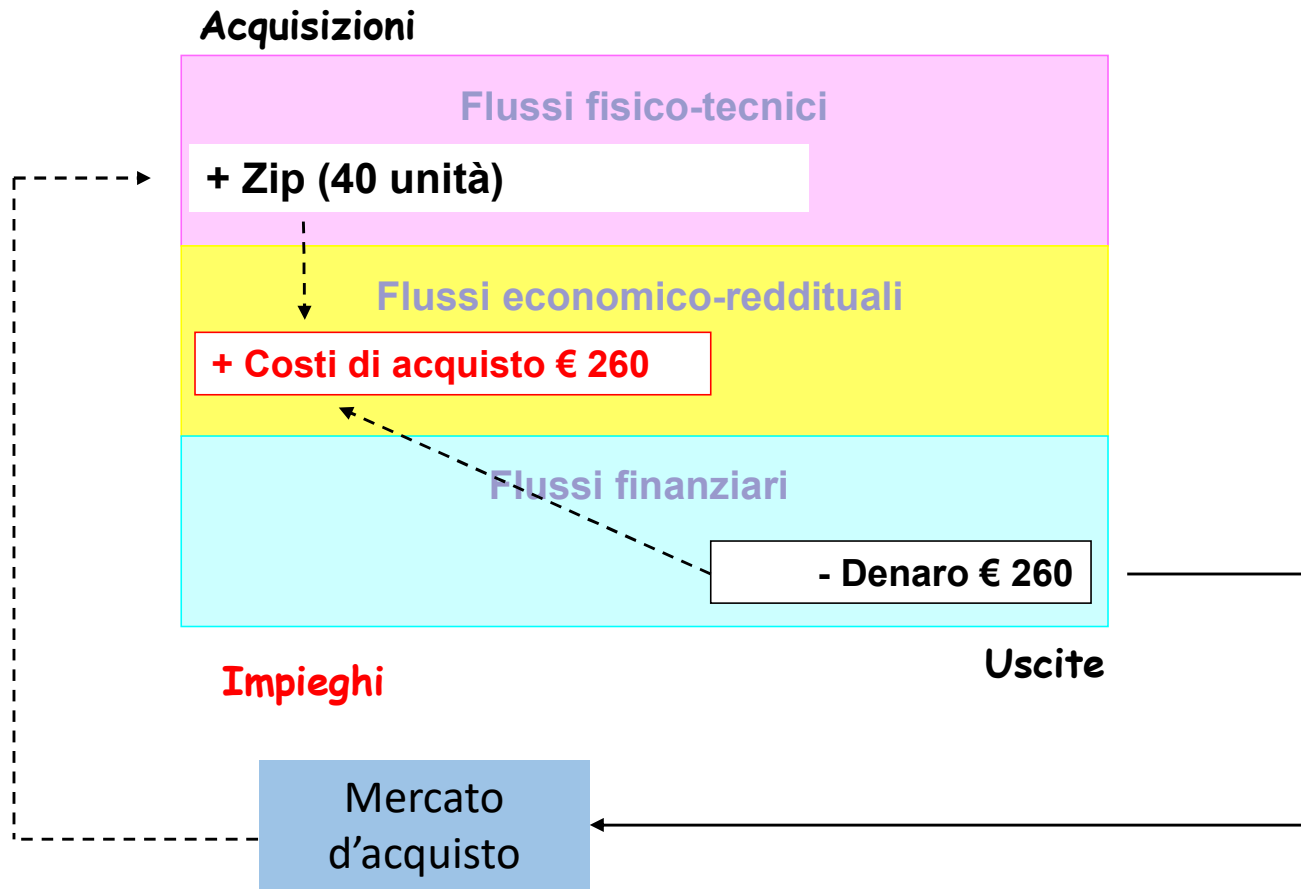 Acquisizioni
Flussi fisico-tecnici
+ Zip (40 unità)
Flussi economico-reddituali
+ Costi di acquisto € 260
Flussi finanziari
- Denaro € 260
Uscite
Impieghi
Mercato
d’acquisto